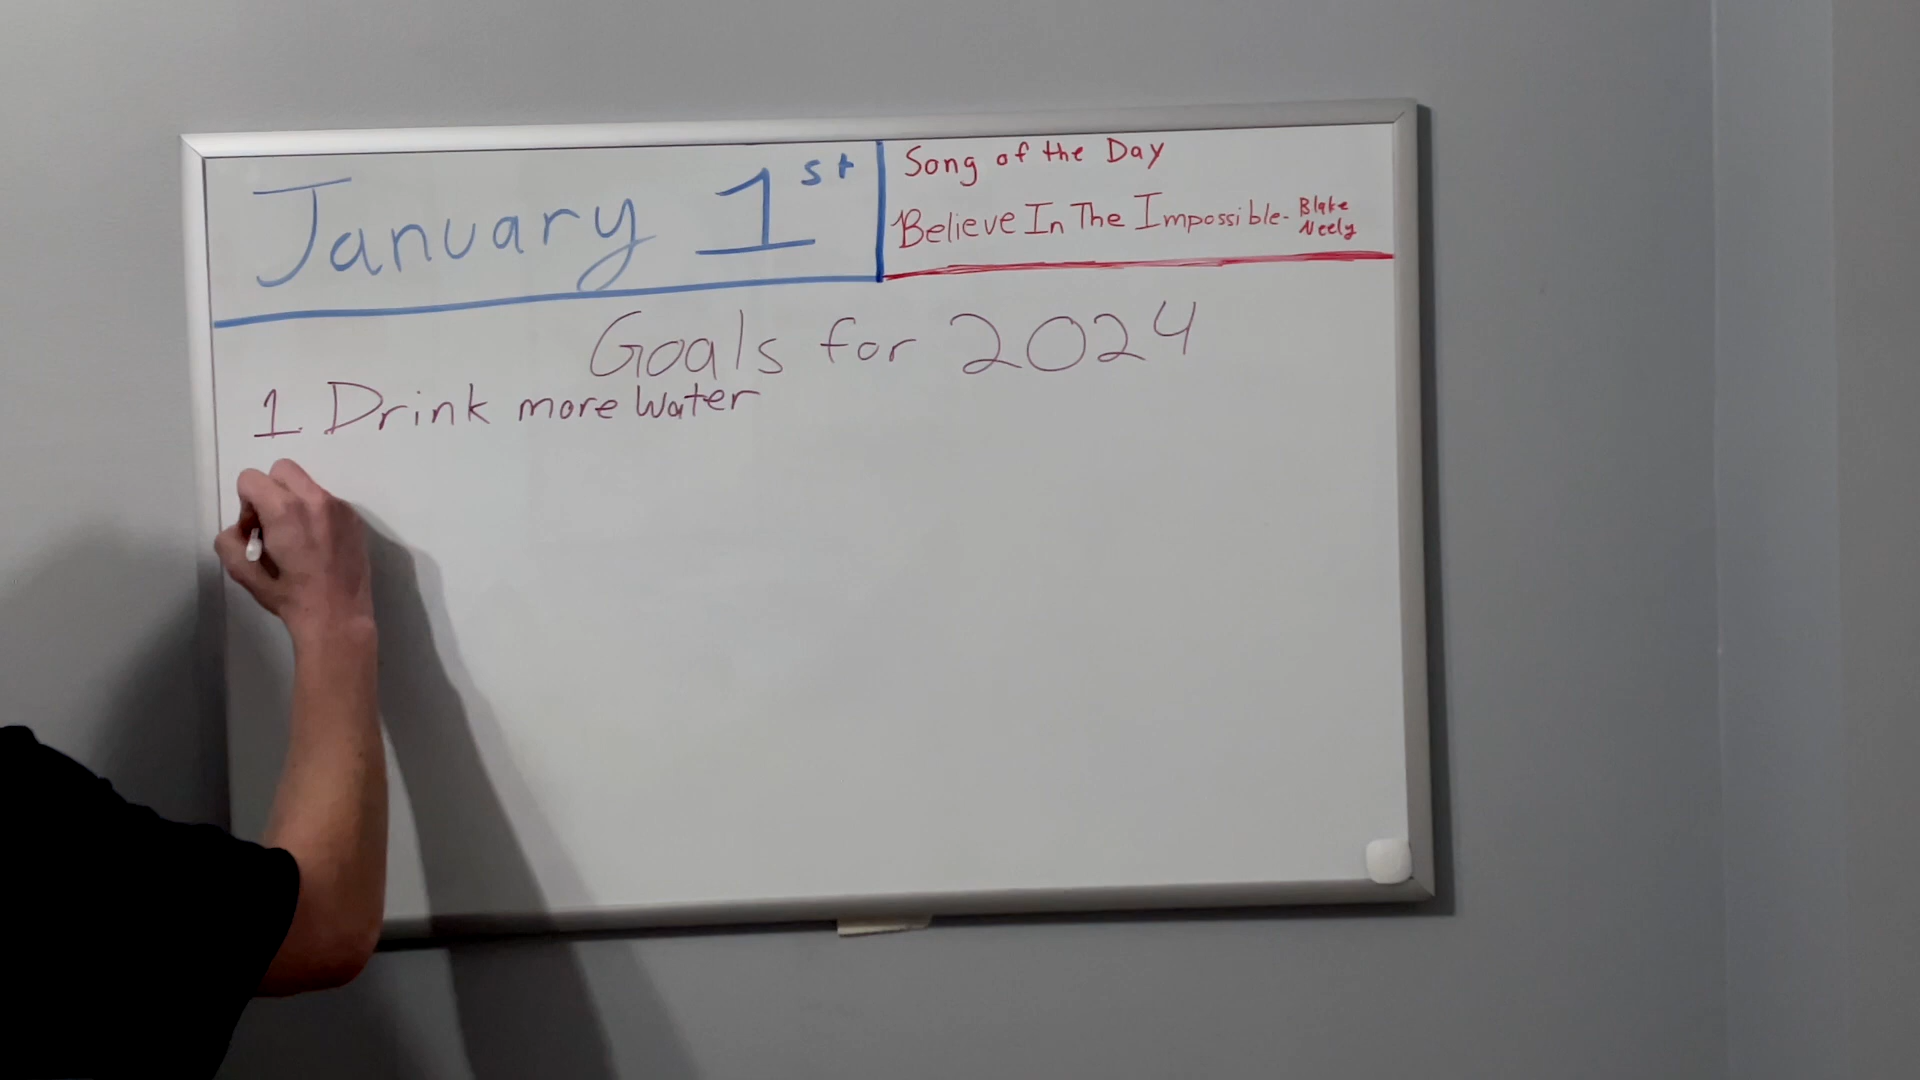 January 1st
Song of the Day
Believe In The Impossible- Blake Neely
Goals for 2024
1. Drink more Water